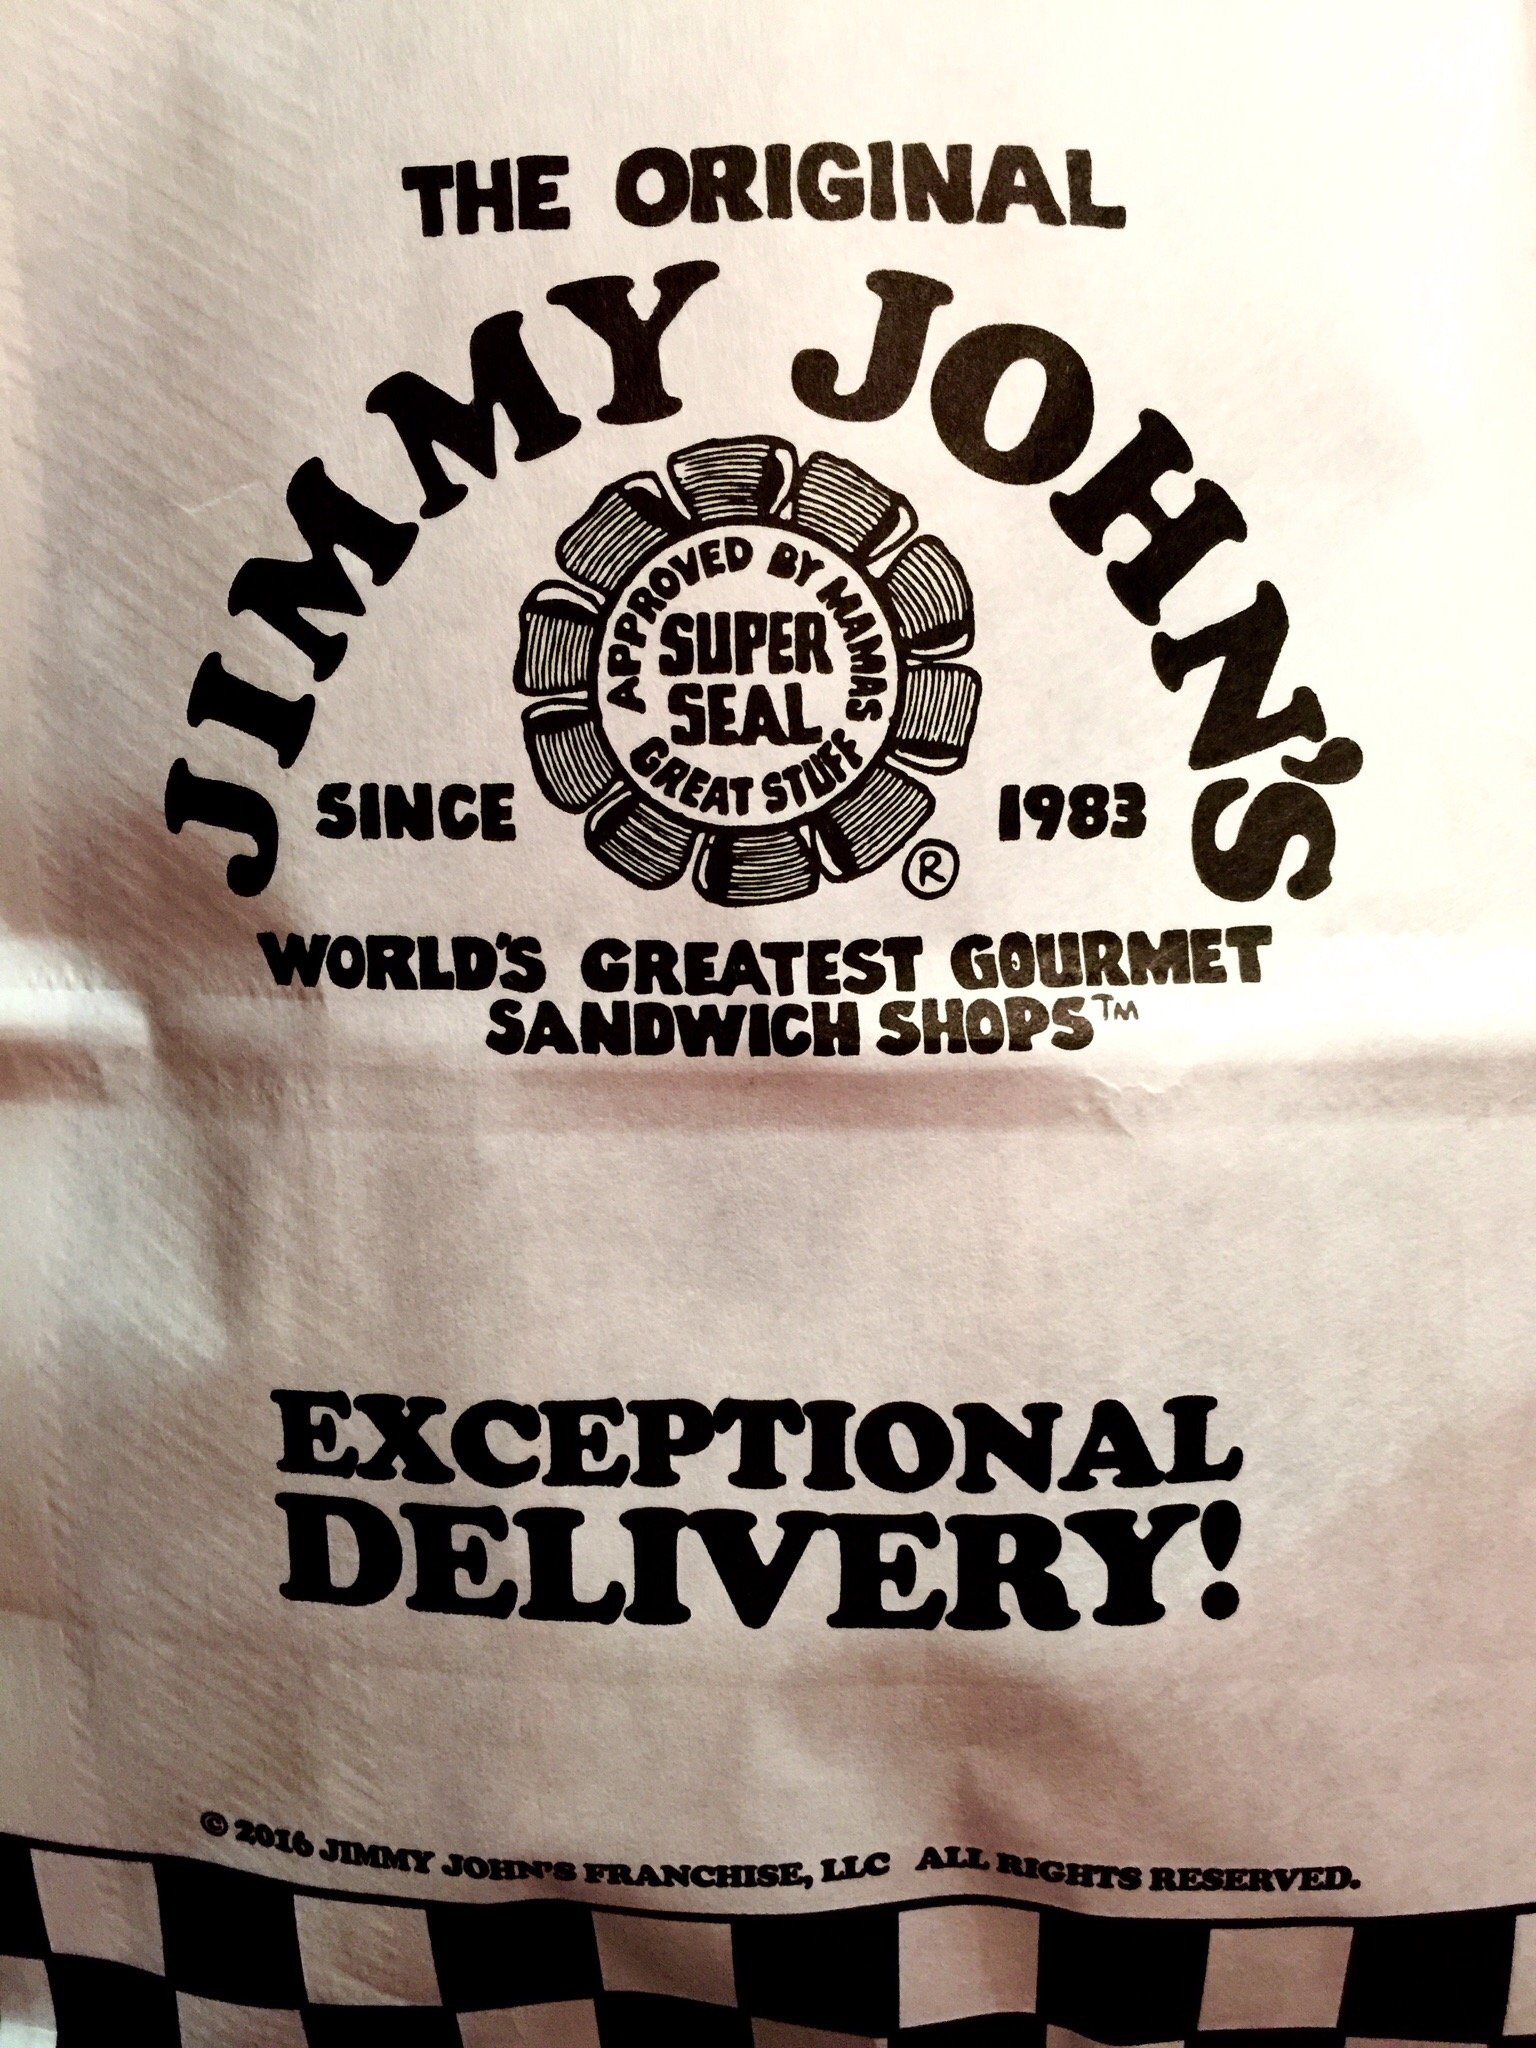 THE ORIGINAL
JIMMY JOHN'S
APPROVED BY MAMAS
SUPER
SEAL
GREAT STUFF
SINCE 1983
®
WORLD'S GREATEST GOURMET
SANDWICH SHOPS™
EXCEPTIONAL
DELIVERY!
© 2016 JIMMY JOHN'S FRANCHISE, LLC ALL RIGHTS RESERVED.